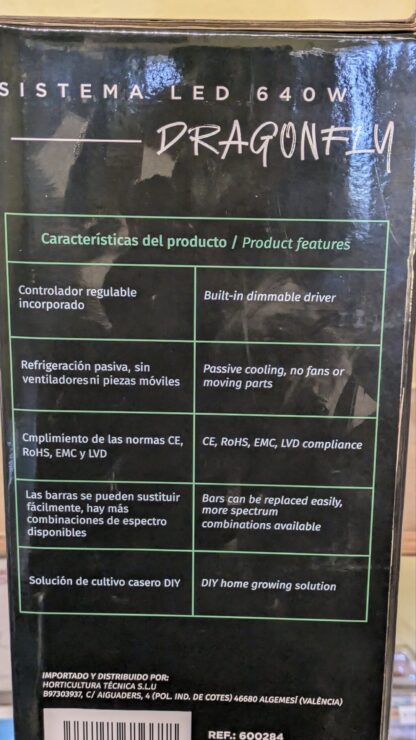 SISTEMA LED 640W
DRAGONFLY
Características del producto / Product features
Controlador regulable
incorporado
Built-in dimmable driver
Refrigeración pasiva, sin
ventiladores ni piezas móviles
Passive cooling, no fans or
moving parts
Cmplimiento de las normas CE,
RoHS, EMC y LVD
CE, RoHS, EMC, LVD compliance
Las barras se pueden sustituir
fácilmente, hay más
combinaciones de espectro
disponibles
Bars can be replaced easily,
more spectrum
combinations available
Solución de cultivo casero DIY
DIY home growing solution
IMPORTADO Y DISTRIBUIDO POR:
HORTICULTURA TÉCNICA S.L.U
B97303937, C/ AIGUADERS, 4 (POL. IND. DE COTES) 46680 ALGEMESÍ (VALÈNCIA)
REF.: 600284